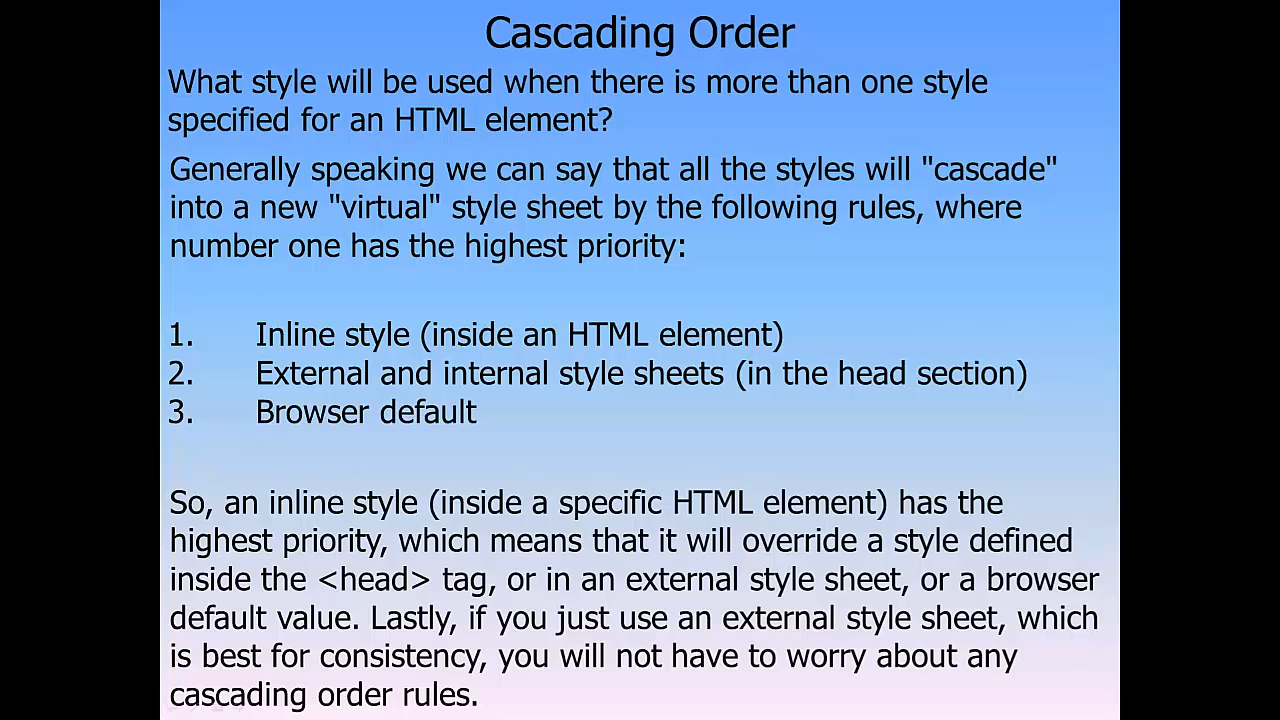 Cascading Order
What style will be used when there is more than one style
specified for an HTML element?
Generally speaking we can say that all the styles will "cascade"
into a new "virtual" style sheet by the following rules, where
number one has the highest priority:
1. Inline style (inside an HTML element)
2. External and internal style sheets (in the head section)
3. Browser default
So, an inline style (inside a specific HTML element) has the
highest priority, which means that it will override a style defined
inside the <head> tag, or in an external style sheet, or a browser
default value. Lastly, if you just use an external style sheet, which
is best for consistency, you will not have to worry about any
cascading order rules.